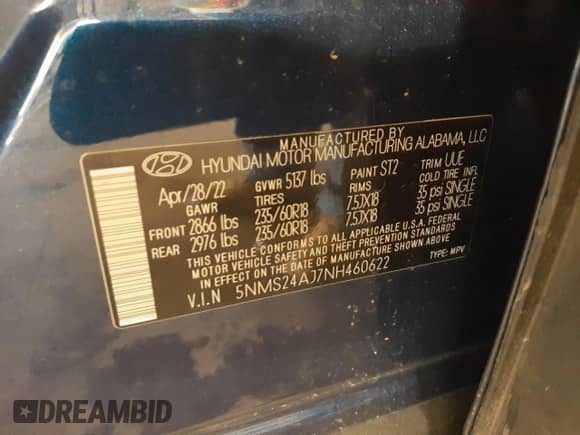 MANUFACTURED BY
HYUNDAI MOTOR MANUFACTURING ALABAMA, LLC
Apr/28/22 GVWR 5137 lbs PAINT ST2 TRIM UUE
GAWR TIRES RIMS COLD TIRE INFL
FRONT 2866 lbs 235/60R18 7.5JX18 35 psi SINGLE
REAR 2976 lbs 235/60R18 7.5JX18 35 psi SINGLE
THIS VEHICLE CONFORMS TO ALL APPLICABLE U.S.A. FEDERAL
MOTOR VEHICLE SAFETY AND THEFT PREVENTION STANDARDS
IN EFFECT ON THE DATE OF MANUFACTURE SHOWN ABOVE.
V.I.N 5NMS24AJ7NH460622 TYPE: MPV
DREAMBID